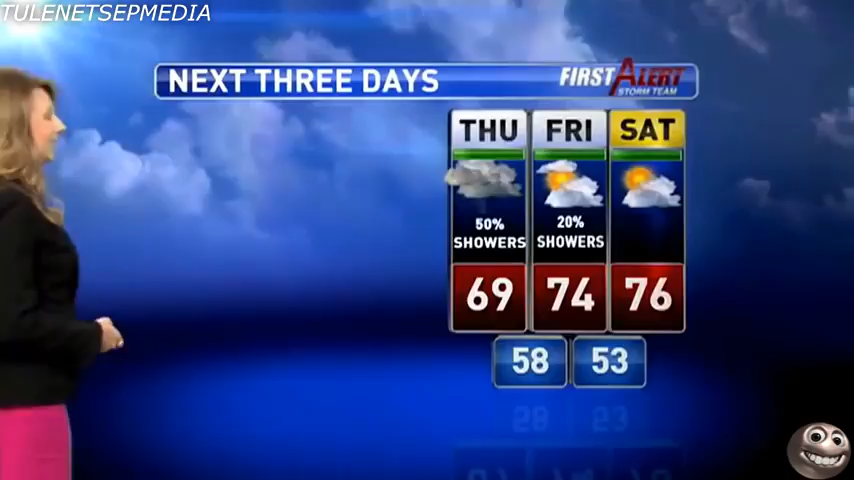 TULENETSEPMEDIA
NEXT THREE DAYS
FIRST ALERT
STORM TEAM
THU FRI SAT
50% 20%
SHOWERS SHOWERS
69 74 76
58 53